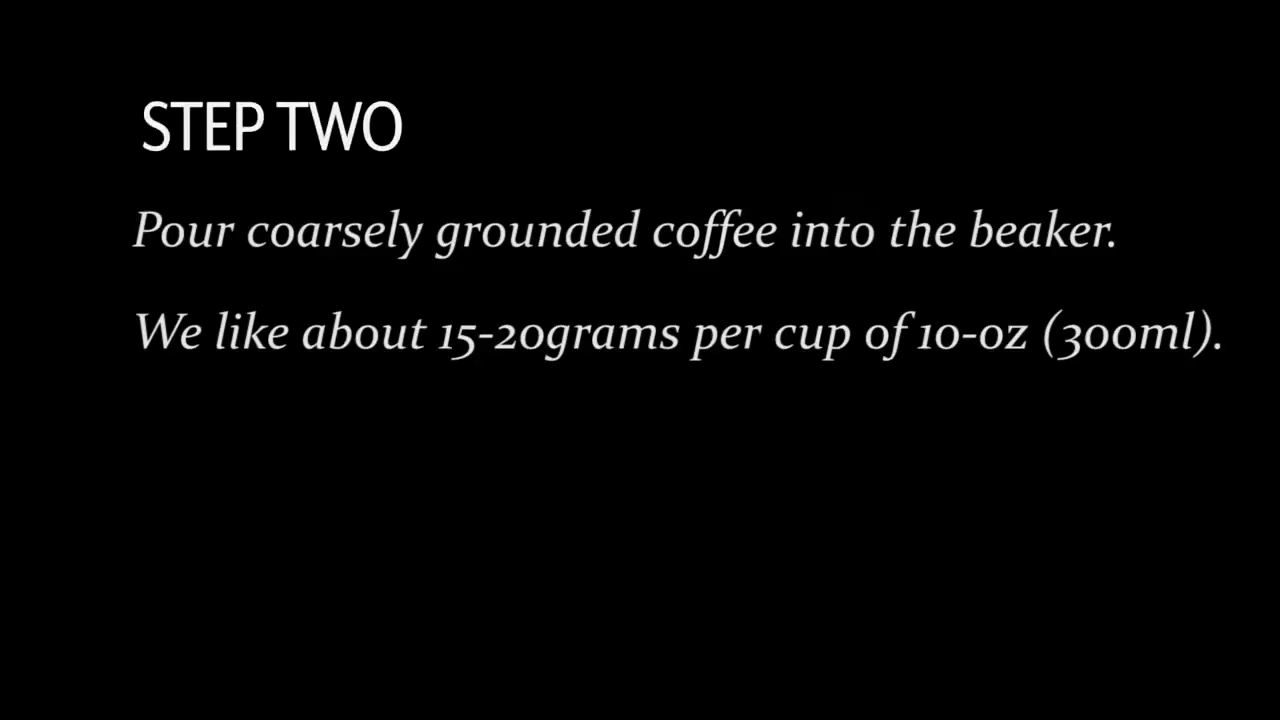 STEP TWO
Pour coarsely grounded coffee into the beaker.
We like about 15-20grams per cup of 10-oz (300ml).